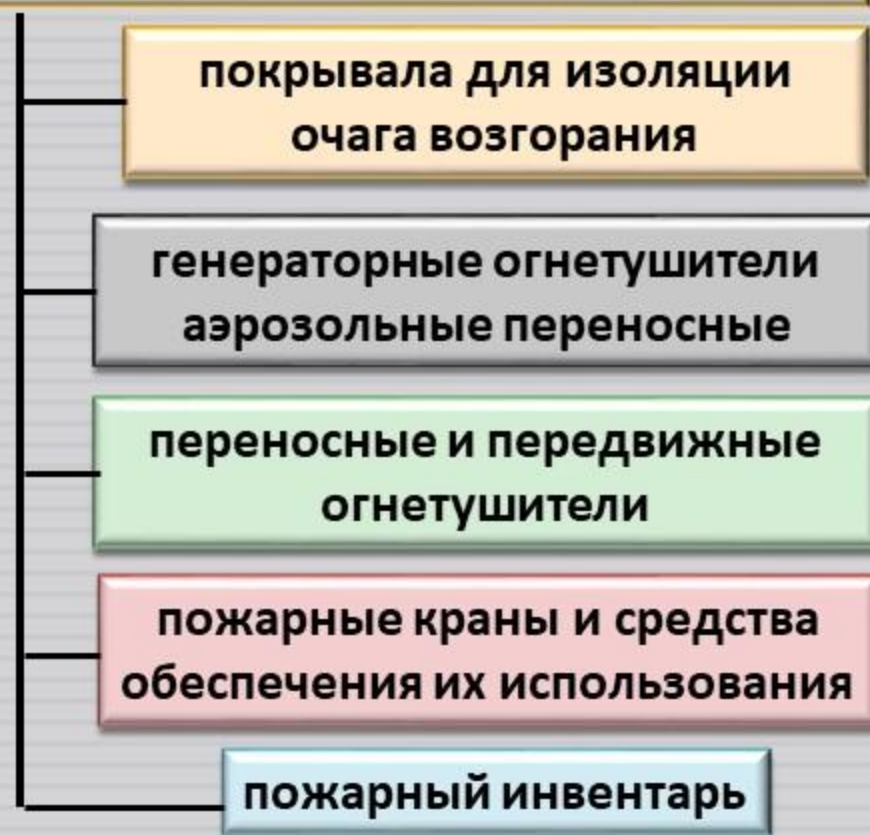 покрывала для изоляции
очага возгорания
генераторные огнетушители
аэрозольные переносные
переносные и передвижные
огнетушители
пожарные краны и средства
обеспечения их использования
пожарный инвентарь